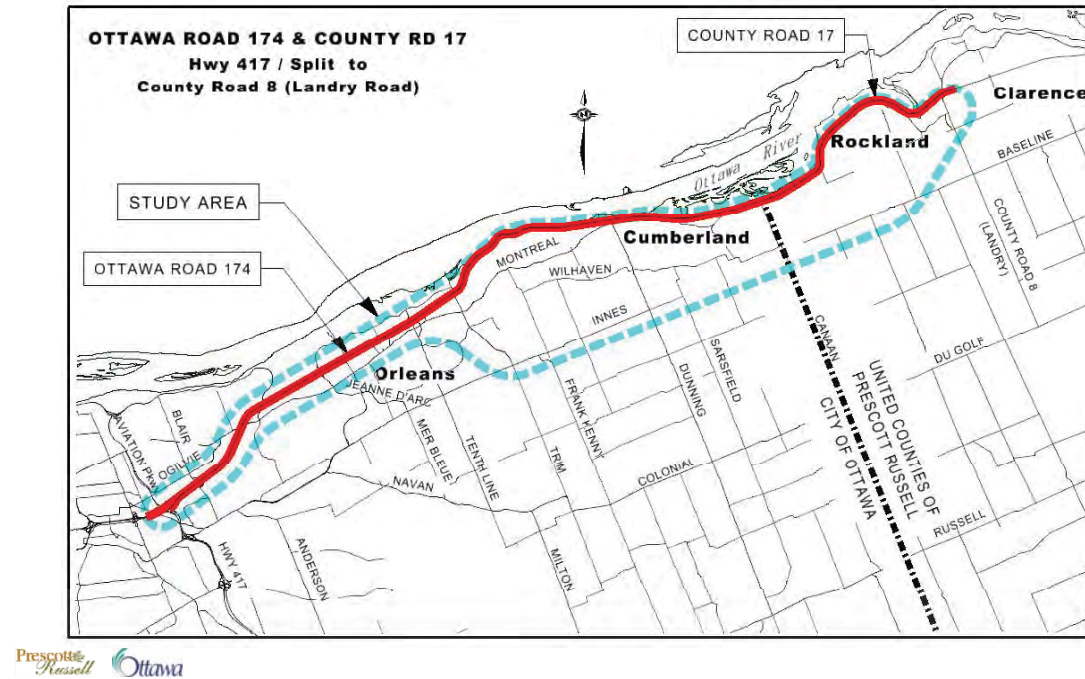 OTTAWA ROAD 174 & COUNTY RD 17
Hwy 417 / Split to
County Road 8 (Landry Road)
COUNTY ROAD 17
Clarence
Rockland
BASELINE
Ottawa River
STUDY AREA
COUNTY ROAD 8
(LANDRY)
Cumberland
MONTREAL
OTTAWA ROAD 174
WILHAVEN
INNES
CANAAN
SARSFIELD
DU GOLF
Orleans
JEANNE D'ARC
DUNNING
FRANK KENNY
UNITED COUNTIES OF
PRESCOTT RUSSELL
CITY OF OTTAWA
BLAIR
AVIATION Pkwy
OGILVIE
MER BLEUE
TENTH LINE
TRIM
COLONIAL
NAVAN
RUSSELL
HWY 417
ANDERSON
MILTON
Prescott
Russell
Ottawa